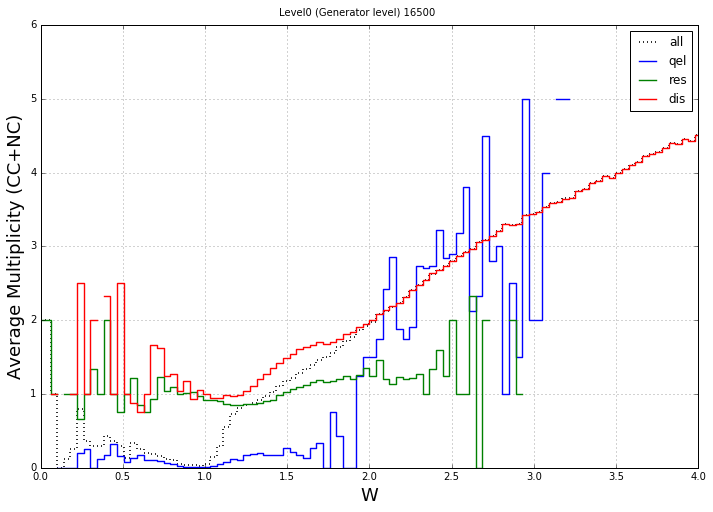 Level0 (Generator level) 16500
6
5
4
3
2
1
0
Average Multiplicity (CC+NC)
all
qel
res
dis
0.0 0.5 1.0 1.5 2.0 2.5 3.0 3.5 4.0
W